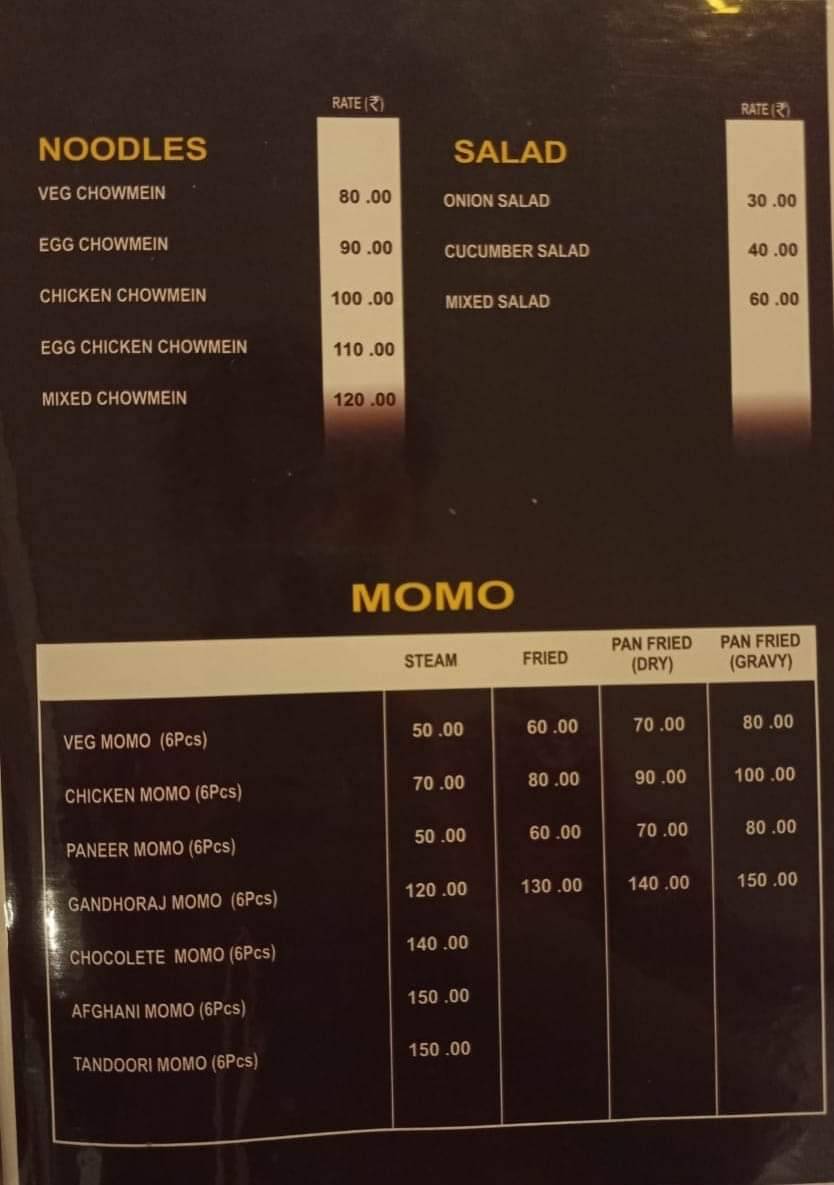 RATE (₹)
NOODLES
VEG CHOWMEIN 80 .00
EGG CHOWMEIN 90 .00
CHICKEN CHOWMEIN 100 .00
EGG CHICKEN CHOWMEIN 110 .00
MIXED CHOWMEIN 120 .00
RATE (₹)
SALAD
ONION SALAD 30 .00
CUCUMBER SALAD 40 .00
MIXED SALAD 60 .00
MOMO
STEAM FRIED PAN FRIED (DRY) PAN FRIED (GRAVY)
VEG MOMO (6Pcs) 50 .00 60 .00 70 .00 80 .00
CHICKEN MOMO (6Pcs) 70 .00 80 .00 90 .00 100 .00
PANEER MOMO (6Pcs) 50 .00 60 .00 70 .00 80 .00
GANDHORAJ MOMO (6Pcs) 120 .00 130 .00 140 .00 150 .00
CHOCOLETE MOMO (6Pcs) 140 .00
AFGHANI MOMO (6Pcs) 150 .00
TANDOORI MOMO (6Pcs) 150 .00